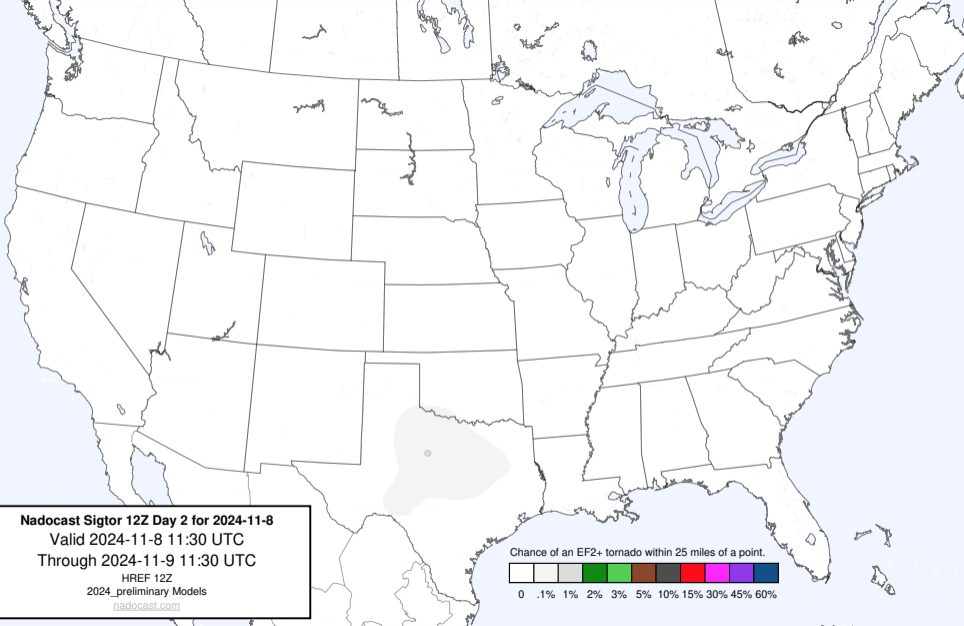 Nadocast Sigtor 12Z Day 2 for 2024-11-8
Valid 2024-11-8 11:30 UTC
Through 2024-11-9 11:30 UTC
HREF 12Z
2024_preliminary Models
nadocast.com
Chance of an EF2+ tornado within 25 miles of a point.
0 .1% 1% 2% 3% 5% 10% 15% 30% 45% 60%